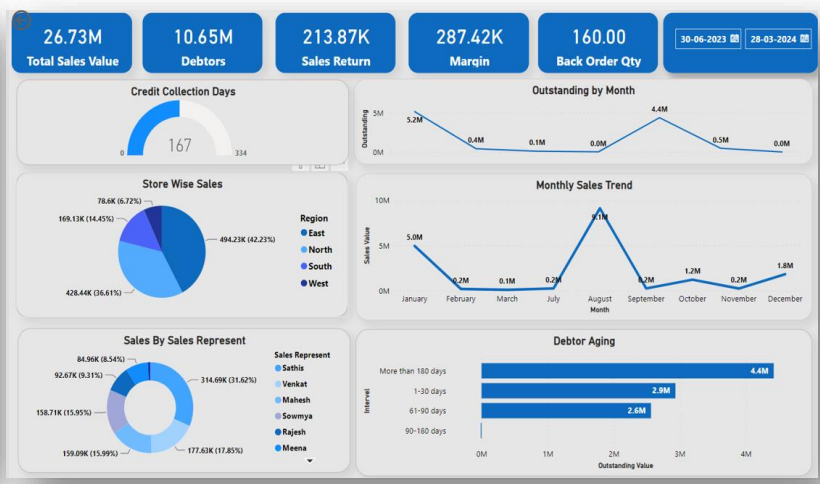 26.73M
Total Sales Value
10.65M
Debtors
213.87K
Sales Return
287.42K
Margin
160.00
Back Order Qty
30-06-2023
28-03-2024
Credit Collection Days
167
0
334
Outstanding by Month
Outstanding
5M
0M
5.2M
0.4M
0.1M
0.0M
4.4M
0.5M
0.0M
Store Wise Sales
78.6K (6.72%)
169.13K (14.45%)
494.23K (42.23%)
428.44K (36.61%)
Region
East
North
South
West
Monthly Sales Trend
Sales Value
10M
5M
0M
5.0M
0.2M
0.1M
0.2M
9.1M
0.2M
1.2M
0.2M
1.8M
January
February
March
July
August
September
October
November
December
Month
Sales By Sales Represent
84.96K (8.54%)
92.67K (9.31%)
314.69K (31.62%)
158.71K (15.95%)
159.09K (15.99%)
177.63K (17.85%)
Sales Represent
Sathis
Venkat
Mahesh
Sowmya
Rajesh
Meena
Debtor Aging
Intervel
More than 180 days
4.4M
1-30 days
2.9M
61-90 days
2.6M
90-180 days
0M
1M
2M
3M
4M
Outstanding Value